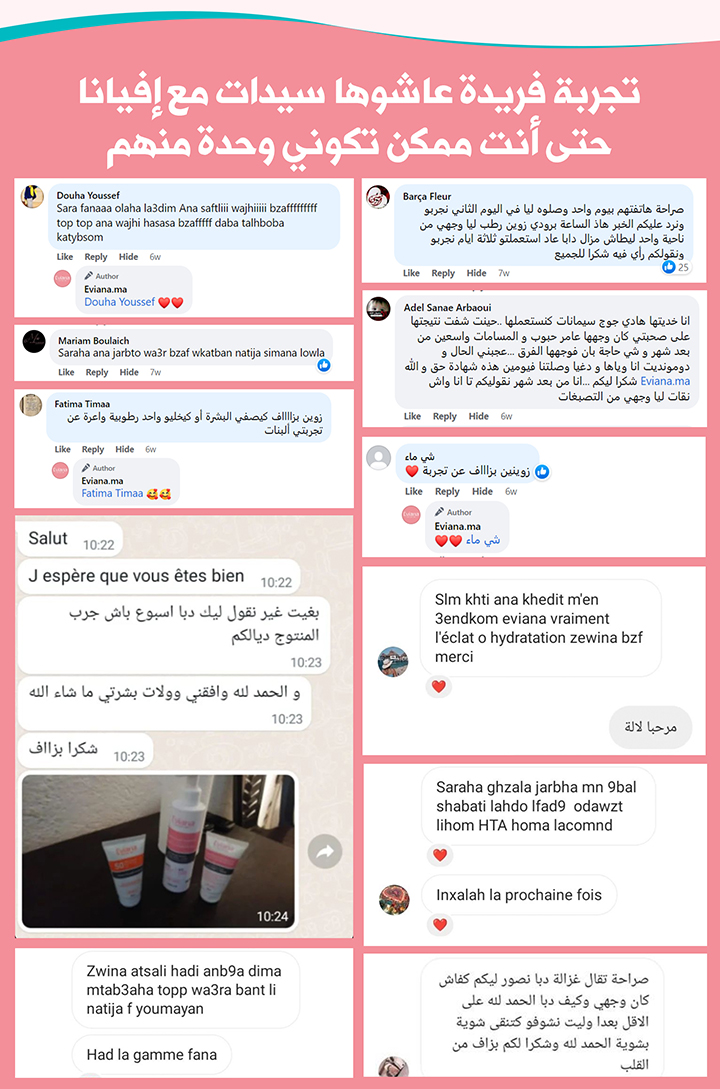 تجربة فريدة عاشوها سيدات مع إفيانا
حتى أنت ممكن تكوني وحدة منهم
Douha Youssef
Sara fanaaa olaha la3dim Ana saftliii wajhiiiii bzafffffffff
top top ana wajhi hasasa bzafffff daba talhboba
katybsom
Like Reply Hide 6w
Author
Eviana.ma
Douha Youssef ❤️❤️
Mariam Boulaich
Saraha ana jarbto wa3r bzaf wkatban natija simana lowla
Like Reply Hide 7w
Fatima Timaa
زوين بزااااف كيصفي البشرة أو كيخليو واحد رطوبية واعرة عن
تجربتي ألبنات
Like Reply Hide 6w
Author
Eviana.ma
Fatima Timaa 🥰🥰
Salut 10:22
J espère que vous êtes bien 10:22
بغيت غير نقول ليك دبا اسبوع باش جرب
المنتوج ديالكم
10:23
و الحمد لله وافقني وولات بشرتي ما شاء الله
10:23
شكرا بزااف 10:23
Eviana
50
Eviana
Eviana
10:24
Zwina atsali hadi anb9a dima
mtab3aha topp wa3ra bant li
natija f youmayan
Had la gamme fana
Barça Fleur
صراحة هاتفتهم بيوم واحد وصلوه ليا في اليوم الثاني نجربو
ونرد عليكم الخبر هاذ الساعة برودي زوين رطب ليا وجهي من
ناحية واحد ليطاش مزال دابا عاد استعملتو ثلاثة ايام نجربو
ونقولكم رأي فيه شكرا للجميع
25
Like Reply Hide 7w
Adel Sanae Arbaoui
انا خديتها هادي جوج سيمانات كنستعملها ..حينت شفت نتيجتها
على صحبتي كان وجهها عامر حبوب و المسامات واسعين من
بعد شهر و شي حاجة بان فوجهها الفرق ...عجبني الحال و
دومونديت انا وياها و دغيا وصلتنا فيومين هذه شهادة حق و الله
Eviana.ma شكرا ليكم ...انا من بعد شهر نقوليكم تا انا واش
نقات ليا وجهي من التصبغات
Like Reply Hide 6w
شي ماء
زوينين بزااااف عن تجربة ❤️
Like Reply Hide 6w
Author
Eviana.ma
شي ماء ❤️❤️
Slm khti ana khedit m'en
3endkom eviana vraiment
l'éclat o hydratation zewina bzf
merci
مرحبا لالة
Saraha ghzala jarbha mn 9bal
shabati lahdo lfad9 odawzt
lihom HTA homa lacomnd
Inxalah la prochaine fois
صراحة تقال غزالة دبا نصور ليكم كفاش
كان وجهي وكيف دبا الحمد لله على
الاقل بعدا وليت نشوفو كتنقى شوية
بشوية الحمد لله وشكرا لكم بزاف من
القلب